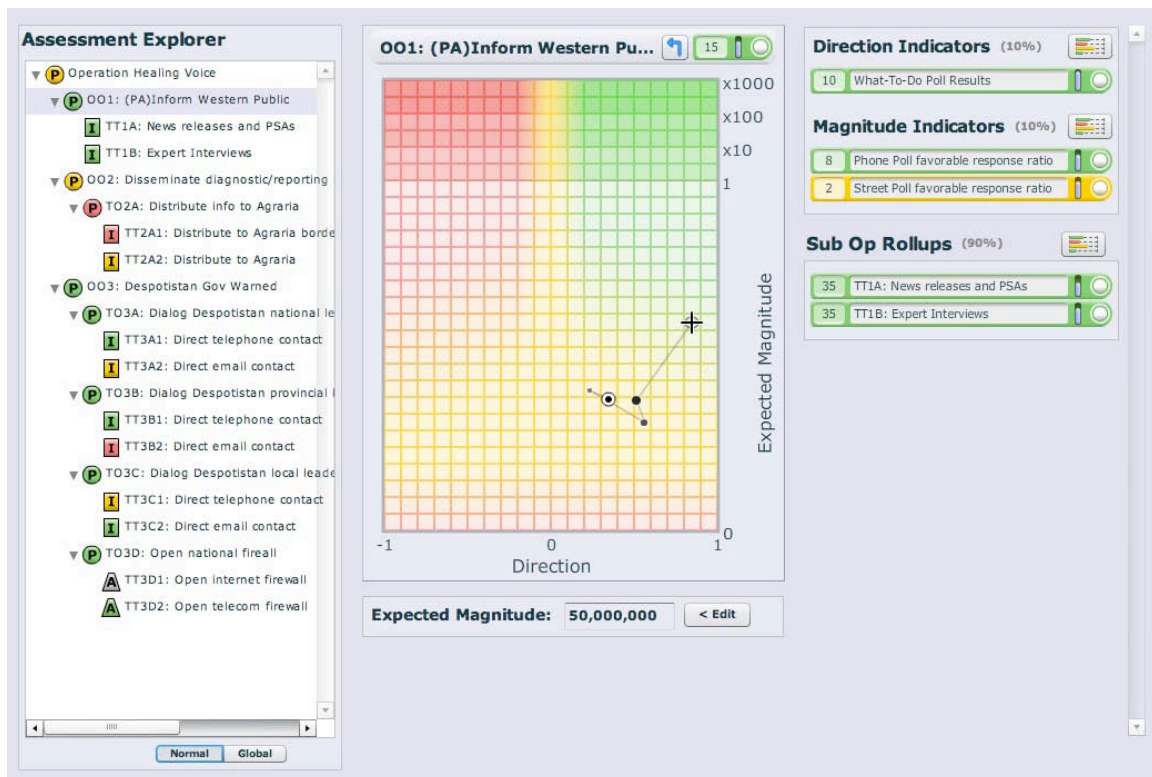 Assessment Explorer
P Operation Healing Voice
P OO1: (PA)Inform Western Public
I TT1A: News releases and PSAs
I TT1B: Expert Interviews
P OO2: Disseminate diagnostic/reporting
P TO2A: Distribute info to Agraria
I TT2A1: Distribute to Agraria borde
I TT2A2: Distribute to Agraria
P OO3: Despotistan Gov Warned
P TO3A: Dialog Despotistan national le
I TT3A1: Direct telephone contact
I TT3A2: Direct email contact
P TO3B: Dialog Despotistan provincial l
I TT3B1: Direct telephone contact
I TT3B2: Direct email contact
P TO3C: Dialog Despotistan local leade
I TT3C1: Direct telephone contact
I TT3C2: Direct email contact
P TO3D: Open national fireall
A TT3D1: Open internet firewall
A TT3D2: Open telecom firewall
Normal Global
OO1: (PA)Inform Western Pu... 15
x1000
x100
x10
1
Expected Magnitude
0
-1 0 1
Direction
Expected Magnitude: 50,000,000 < Edit
Direction Indicators (10%)
10 What-To-Do Poll Results
Magnitude Indicators (10%)
8 Phone Poll favorable response ratio
2 Street Poll favorable response ratio
Sub Op Rollups (90%)
35 TT1A: News releases and PSAs
35 TT1B: Expert Interviews